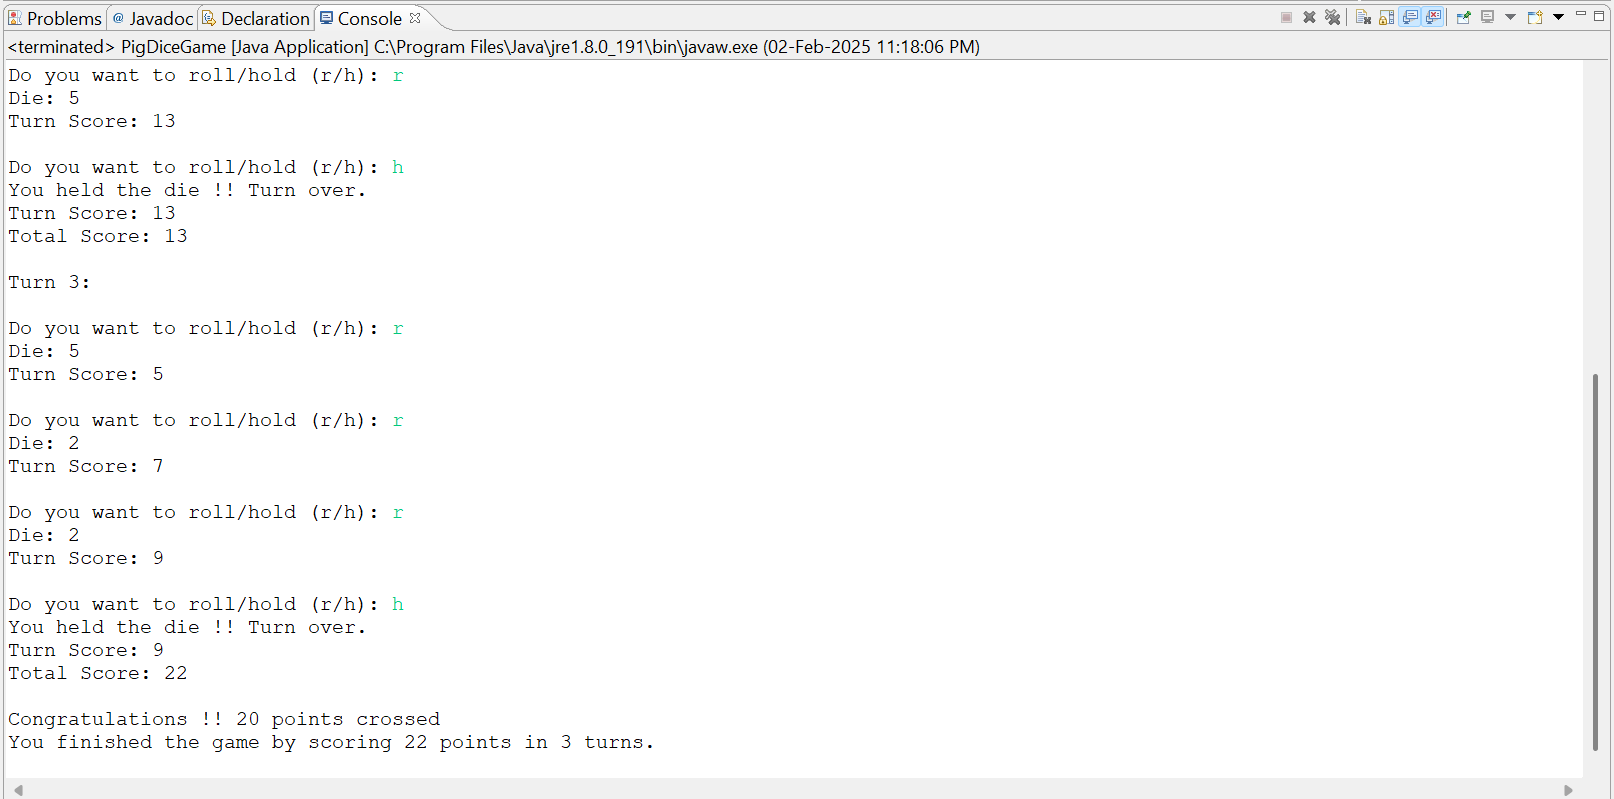 Problems @ Javadoc Declaration Console
<terminated> PigDiceGame [Java Application] C:\Program Files\Java\jre1.8.0_191\bin\javaw.exe (02-Feb-2025 11:18:06 PM)
Do you want to roll/hold (r/h): r
Die: 5
Turn Score: 13
Do you want to roll/hold (r/h): h
You held the die !! Turn over.
Turn Score: 13
Total Score: 13
Turn 3:
Do you want to roll/hold (r/h): r
Die: 5
Turn Score: 5
Do you want to roll/hold (r/h): r
Die: 2
Turn Score: 7
Do you want to roll/hold (r/h): r
Die: 2
Turn Score: 9
Do you want to roll/hold (r/h): h
You held the die !! Turn over.
Turn Score: 9
Total Score: 22
Congratulations !! 20 points crossed
You finished the game by scoring 22 points in 3 turns.